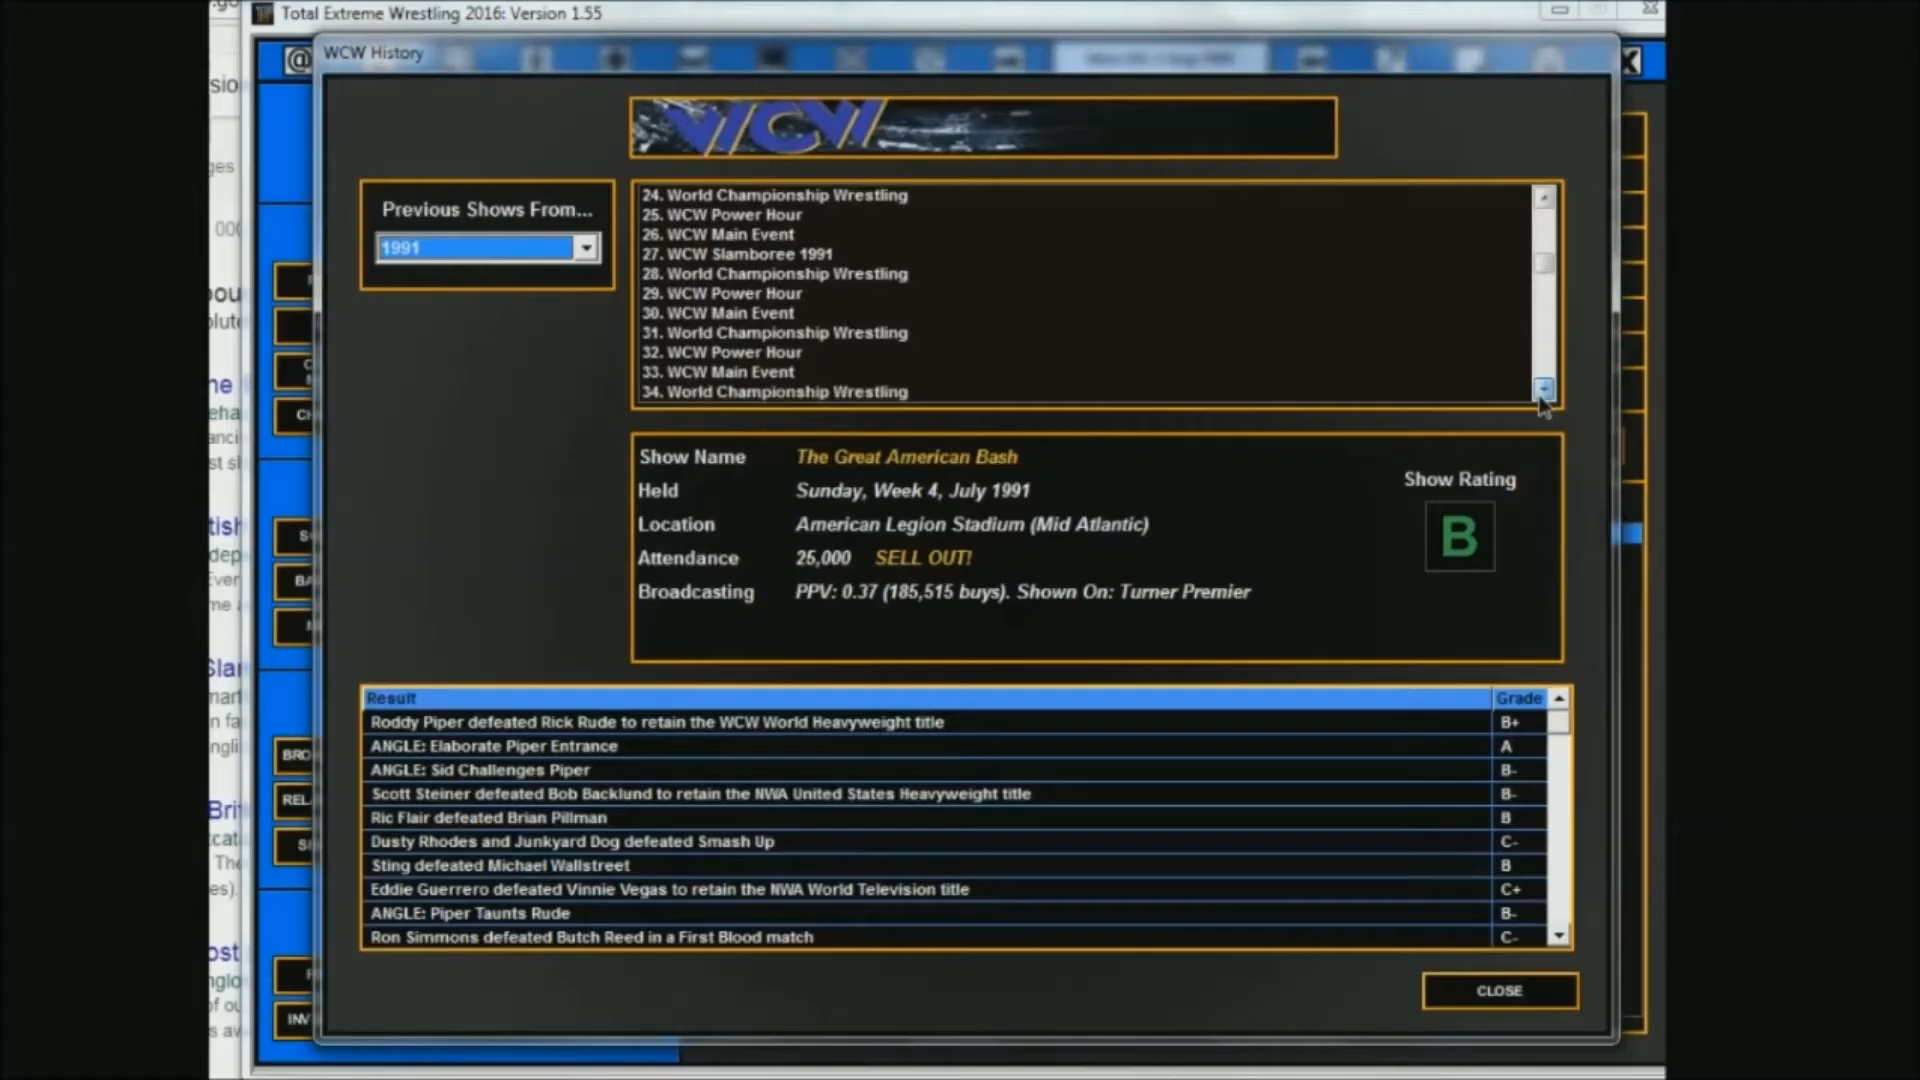 Total Extreme Wrestling 2016: Version 1.55
WCW History
WCW
Previous Shows From...
1991
24. World Championship Wrestling
25. WCW Power Hour
26. WCW Main Event
27. WCW Slamboree 1991
28. World Championship Wrestling
29. WCW Power Hour
30. WCW Main Event
31. World Championship Wrestling
32. WCW Power Hour
33. WCW Main Event
34. World Championship Wrestling
Show Name The Great American Bash
Held Sunday, Week 4, July 1991
Location American Legion Stadium (Mid Atlantic)
Attendance 25,000 SELL OUT!
Broadcasting PPV: 0.37 (185,515 buys). Shown On: Turner Premier
Show Rating
B
Result Grade
Roddy Piper defeated Rick Rude to retain the WCW World Heavyweight title B+
ANGLE: Elaborate Piper Entrance A
ANGLE: Sid Challenges Piper B-
Scott Steiner defeated Bob Backlund to retain the NWA United States Heavyweight title B-
Ric Flair defeated Brian Pillman B
Dusty Rhodes and Junkyard Dog defeated Smash Up C-
Sting defeated Michael Wallstreet B
Eddie Guerrero defeated Vinnie Vegas to retain the NWA World Television title C+
ANGLE: Piper Taunts Rude B-
Ron Simmons defeated Butch Reed in a First Blood match C-
CLOSE